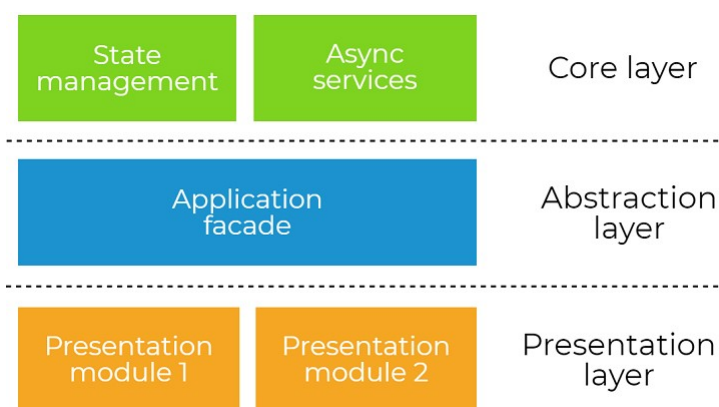 State
management
Async
services
Core layer
Application
facade
Abstraction
layer
Presentation
module 1
Presentation
module 2
Presentation
layer